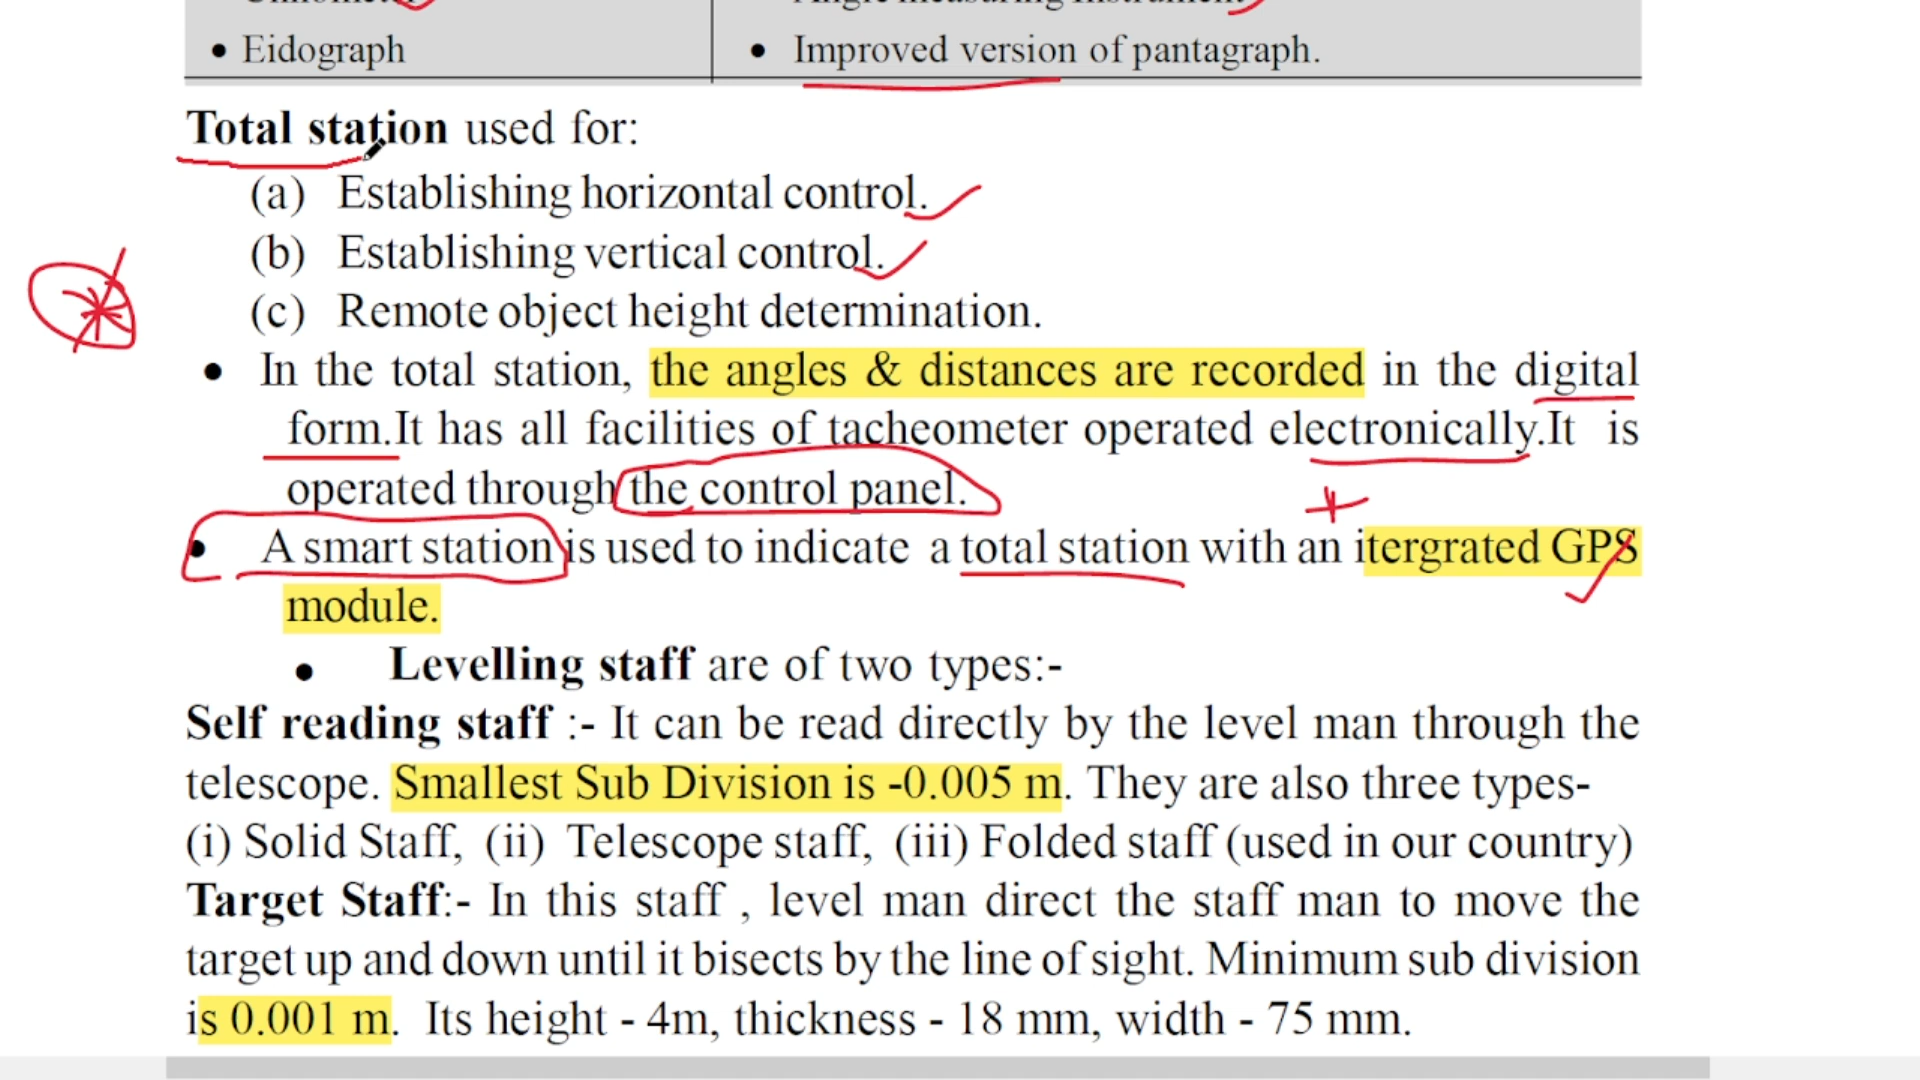 • Eidograph • Improved version of pantagraph.
Total station used for:
(a) Establishing horizontal control.
(b) Establishing vertical control.
(c) Remote object height determination.
• In the total station, the angles & distances are recorded in the digital
form.It has all facilities of tacheometer operated electronically.It is
operated through the control panel.
• A smart station is used to indicate a total station with an itergrated GPS
module.
• Levelling staff are of two types:-
Self reading staff :- It can be read directly by the level man through the
telescope. Smallest Sub Division is -0.005 m. They are also three types-
(i) Solid Staff, (ii) Telescope staff, (iii) Folded staff (used in our country)
Target Staff:- In this staff , level man direct the staff man to move the
target up and down until it bisects by the line of sight. Minimum sub division
is 0.001 m. Its height - 4m, thickness - 18 mm, width - 75 mm.